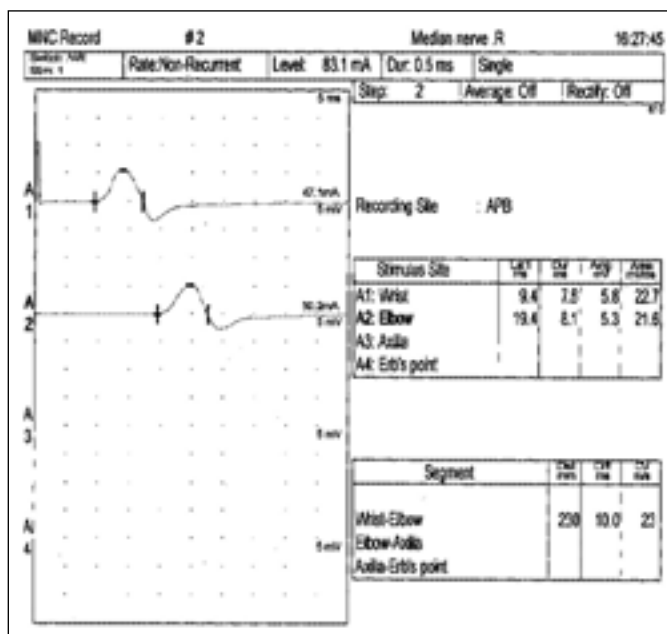 MNC Record #2 Median nerve .R 16:27:45
Rate:Non-Recurrent Level: 83.1 mA Dur: 0.5 ms Single
Step: 2 Average: Off Rectify: Off
5 ms
A1
47.1mA
5 mV
Recording Site : APB
A2
5 mV
A3
5 mV
A4
5 mV
Stimulus Site
A1: Wrist 9.4 7.8 5.8 22.7
A2: Elbow 19.4 8.1 5.3 21.6
A3: Axilla
A4: Erb's point
Segment
Wrist-Elbow 230 10.0 23
Elbow-Axilla
Axilla-Erb's point